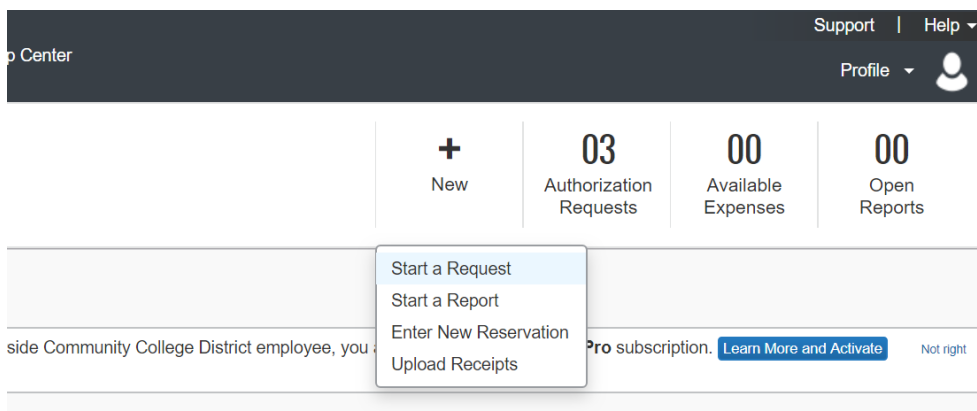 Support | Help
p Center
Profile
+
New
03
Authorization
Requests
00
Available
Expenses
00
Open
Reports
Start a Request
Start a Report
Enter New Reservation
Upload Receipts
side Community College District employee, you Pro subscription. Learn More and Activate Not right